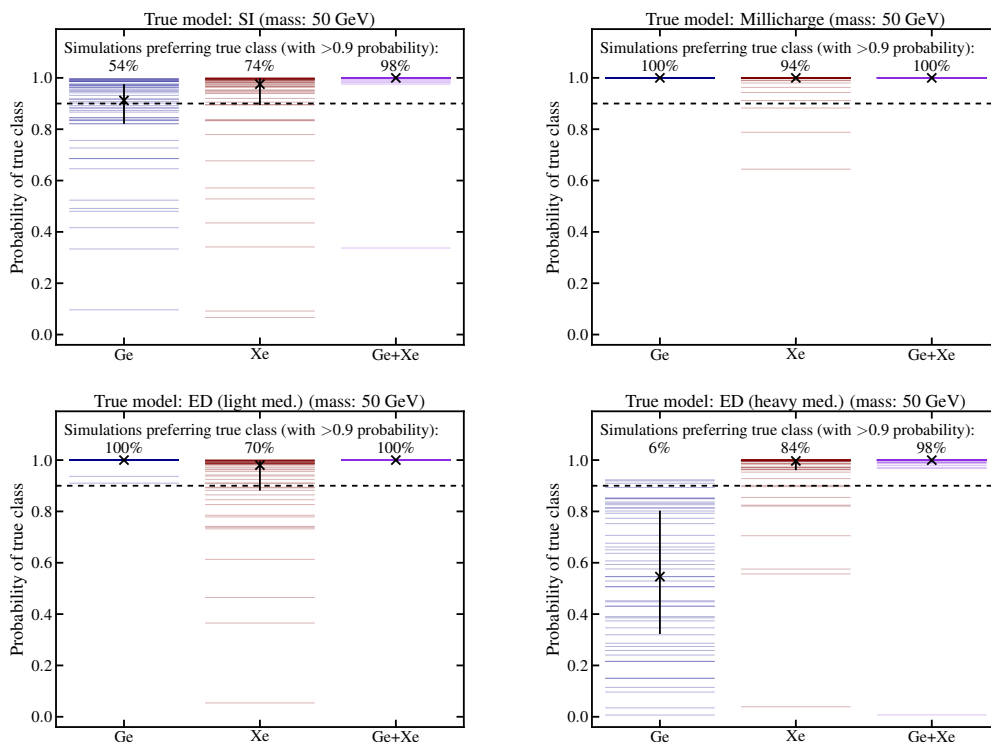 True model: SI (mass: 50 GeV)
Simulations preferring true class (with >0.9 probability):
54% 74% 98%
1.0
0.8
0.6
0.4
0.2
0.0
Probability of true class
Ge Xe Ge+Xe
True model: Millicharge (mass: 50 GeV)
Simulations preferring true class (with >0.9 probability):
100% 94% 100%
1.0
0.8
0.6
0.4
0.2
0.0
Probability of true class
Ge Xe Ge+Xe
True model: ED (light med.) (mass: 50 GeV)
Simulations preferring true class (with >0.9 probability):
100% 70% 100%
1.0
0.8
0.6
0.4
0.2
0.0
Probability of true class
Ge Xe Ge+Xe
True model: ED (heavy med.) (mass: 50 GeV)
Simulations preferring true class (with >0.9 probability):
6% 84% 98%
1.0
0.8
0.6
0.4
0.2
0.0
Probability of true class
Ge Xe Ge+Xe